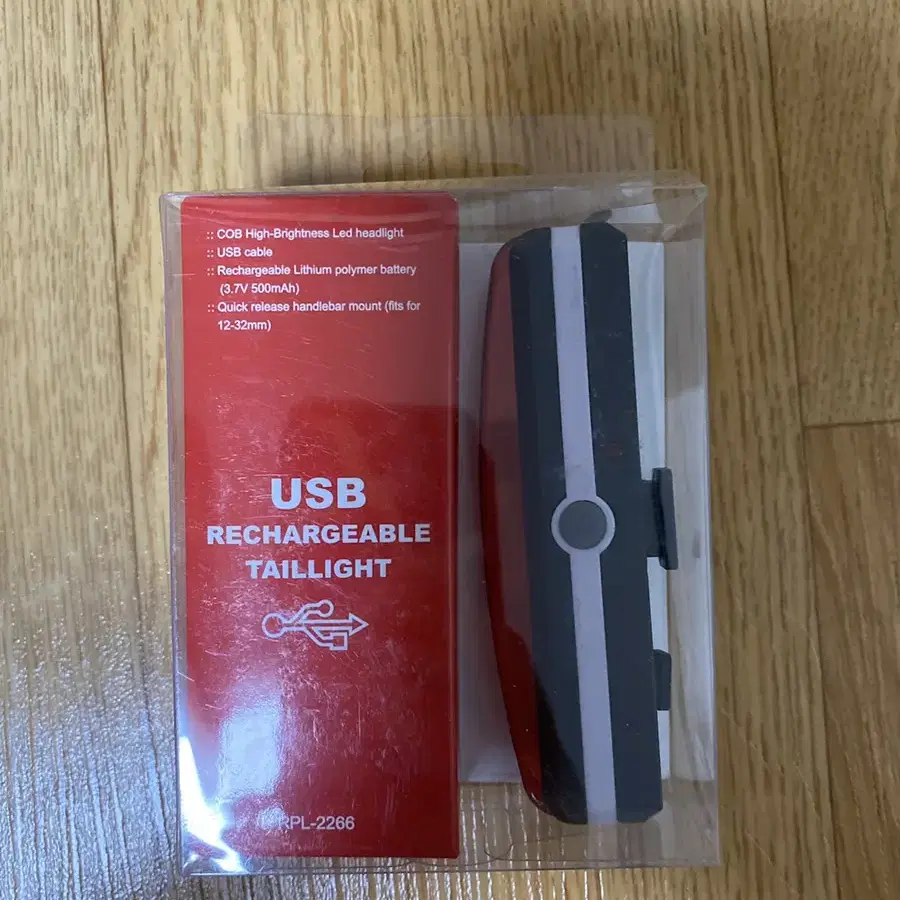 :: COB High-Brightness Led headlight
:: USB cable
:: Rechargeable Lithium polymer battery
(3.7V 500mAh)
:: Quick release handlebar mount (fits for
12-32mm)
USB
RECHARGEABLE
TAILLIGHT
RPL-2266